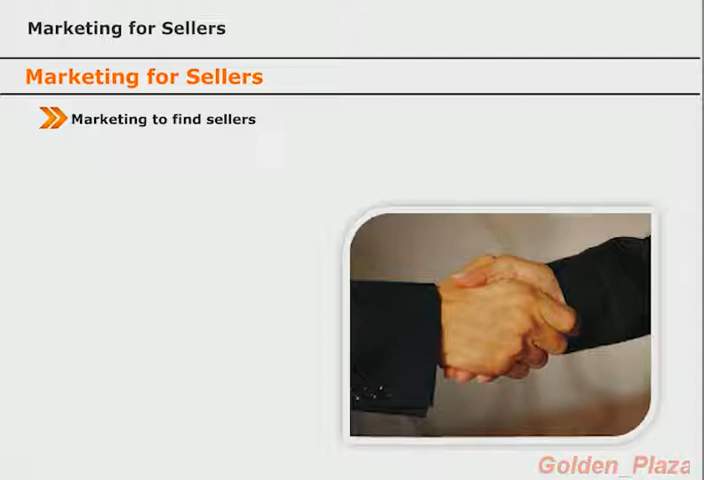 Marketing for Sellers
Marketing for Sellers
Marketing to find sellers
Golden_Plaza